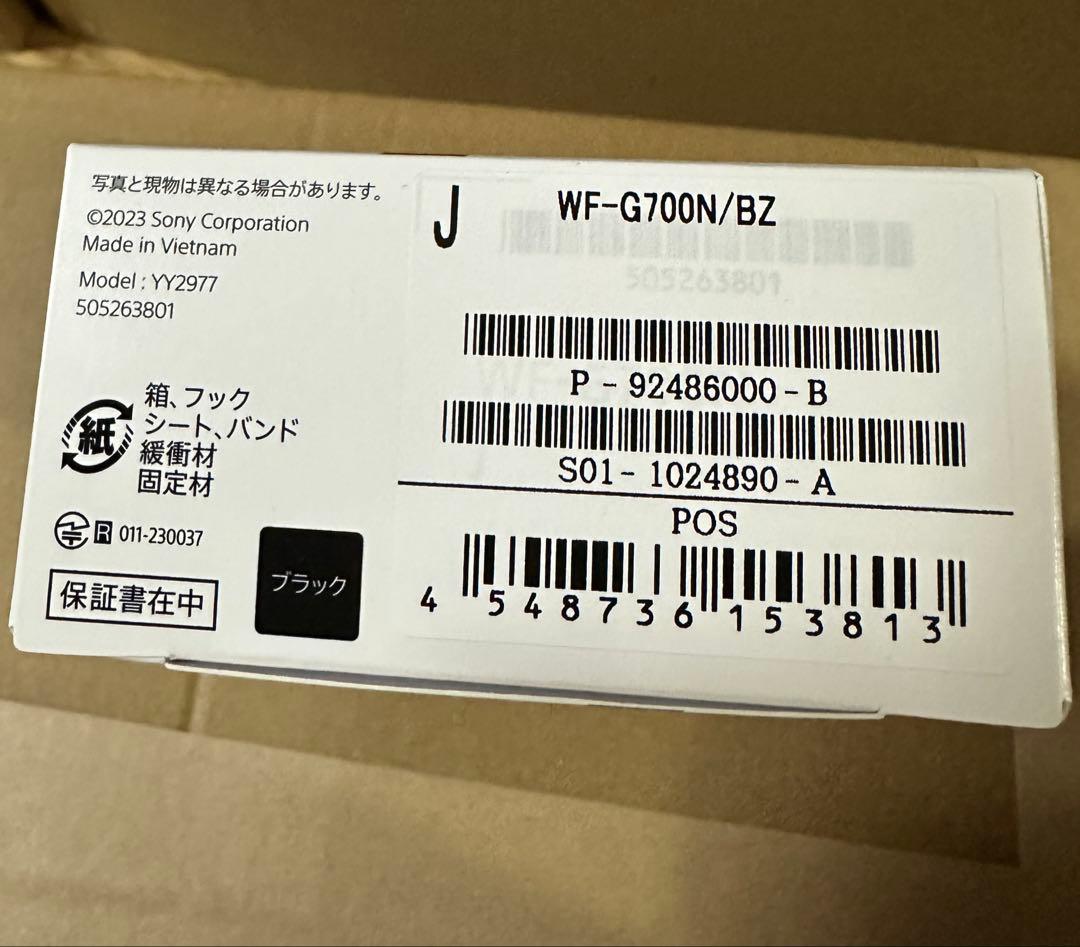 写真と現物は異なる場合があります。
©2023 Sony Corporation
Made in Vietnam
Model : YY2977
505263801
紙
箱、フック
シート、バンド
緩衝材
固定材
R 011-230037
保証書在中
ブラック
J
WF-G700N/BZ
505263801
P - 92486000 - B
S01- 1024890 - A
POS
4 548736 153813